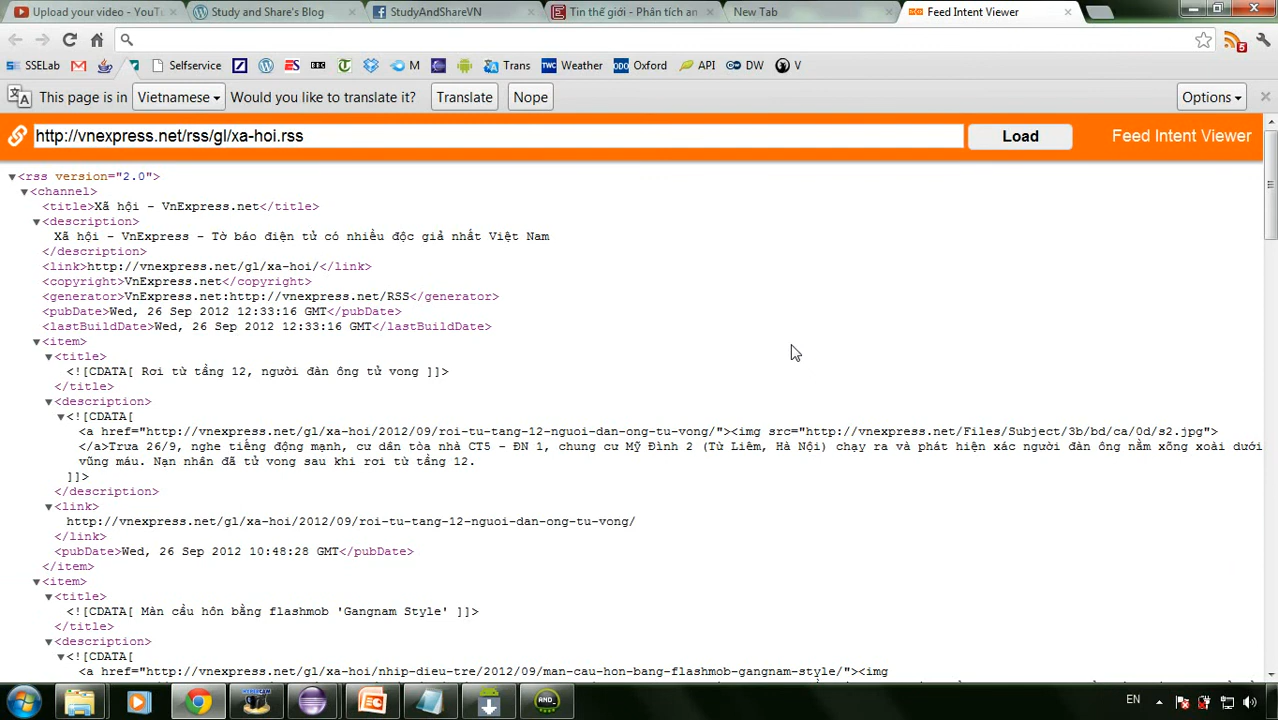 Upload your video - YouTu
Study and Share's Blog
StudyAndShareVN
Tin thế giới - Phân tích an
New Tab
Feed Intent Viewer
5
SSELab
Selfservice
M
Trans
TWC Weather
ODO Oxford
API
DW
V
This page is in Vietnamese Would you like to translate it? Translate Nope Options
http://vnexpress.net/rss/gl/xa-hoi.rss Load Feed Intent Viewer
<rss version="2.0">
<channel>
<title>Xã hội - VnExpress.net</title>
<description>
Xã hội - VnExpress - Tờ báo điện tử có nhiều độc giả nhất Việt Nam
</description>
<link>http://vnexpress.net/gl/xa-hoi/</link>
<copyright>VnExpress.net</copyright>
<generator>VnExpress.net:http://vnexpress.net/RSS</generator>
<pubDate>Wed, 26 Sep 2012 12:33:16 GMT</pubDate>
<lastBuildDate>Wed, 26 Sep 2012 12:33:16 GMT</lastBuildDate>
<item>
<title>
<![CDATA[ Rơi từ tầng 12, người đàn ông tử vong ]]>
</title>
<description>
<![CDATA[
<a href="http://vnexpress.net/gl/xa-hoi/2012/09/roi-tu-tang-12-nguoi-dan-ong-tu-vong/"><img src="http://vnexpress.net/Files/Subject/3b/bd/ca/0d/s2.jpg">
</a>Trưa 26/9, nghe tiếng động mạnh, cư dân tòa nhà CT5 - ĐN 1, chung cư Mỹ Đình 2 (Từ Liêm, Hà Nội) chạy ra và phát hiện xác người đàn ông nằm xõng xoài dưới
vũng máu. Nạn nhân đã tử vong sau khi rơi từ tầng 12.
]]>
</description>
<link>
http://vnexpress.net/gl/xa-hoi/2012/09/roi-tu-tang-12-nguoi-dan-ong-tu-vong/
</link>
<pubDate>Wed, 26 Sep 2012 10:48:28 GMT</pubDate>
</item>
<item>
<title>
<![CDATA[ Màn cầu hôn bằng flashmob 'Gangnam Style' ]]>
</title>
<description>
<![CDATA[
<a href="http://vnexpress.net/gl/xa-hoi/nhip-dieu-tre/2012/09/man-cau-hon-bang-flashmob-gangnam-style/"><img
EN